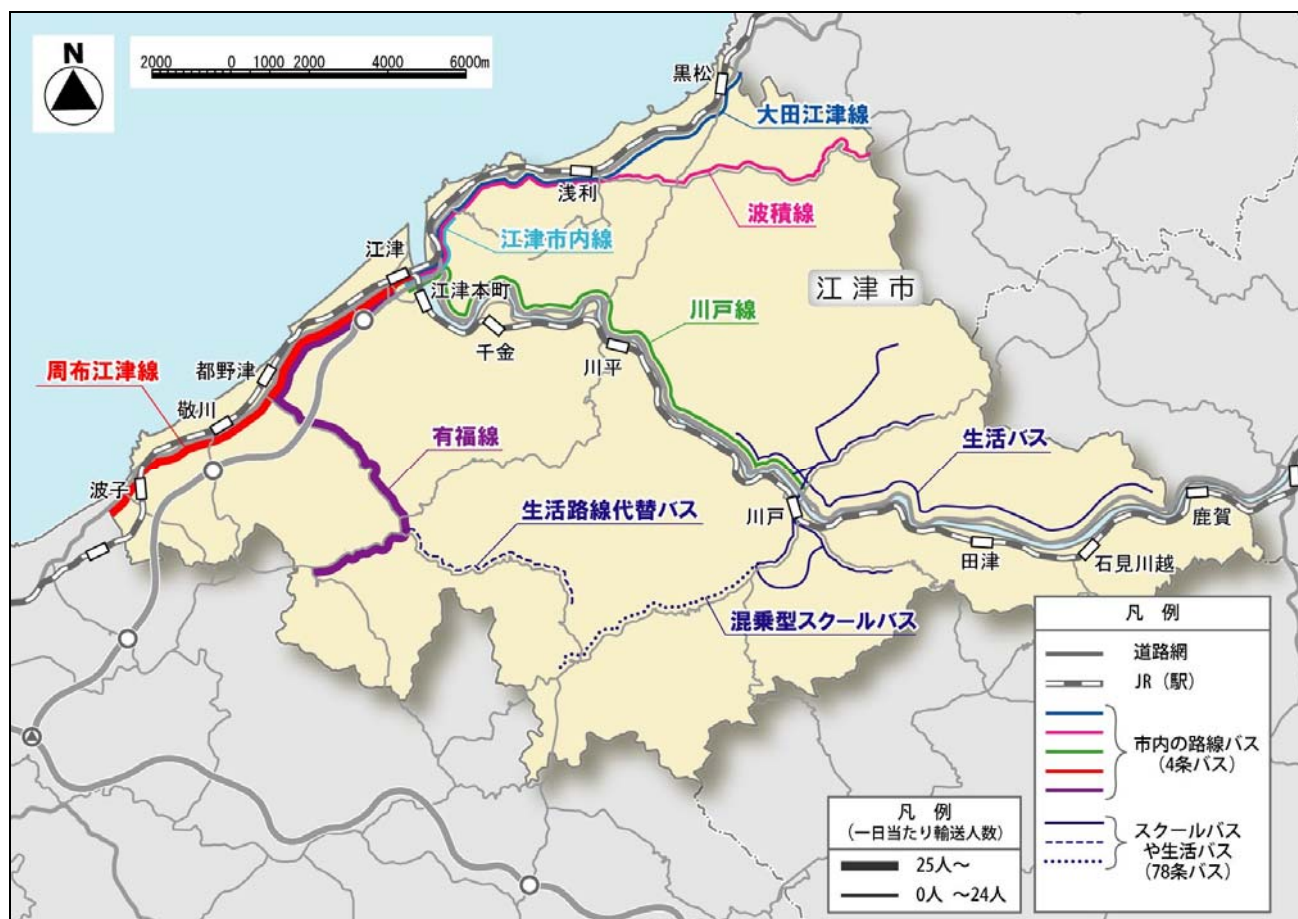 N
2000 0 1000 2000 4000 6000m
黒松
大田江津線
浅利
波積線
江津市内線
江津
江津本町
江津市
川戸線
千金
川平
都野津
周布江津線
敬川
有福線
生活バス
波子
生活路線代替バス
川戸
鹿賀
田津
石見川越
混乗型スクールバス
凡 例
道路網
JR（駅）
市内の路線バス
（4条バス）
スクールバス
や生活バス
（78条バス）
凡 例
（一日当たり輸送人数）
25人～
0人 ～24人